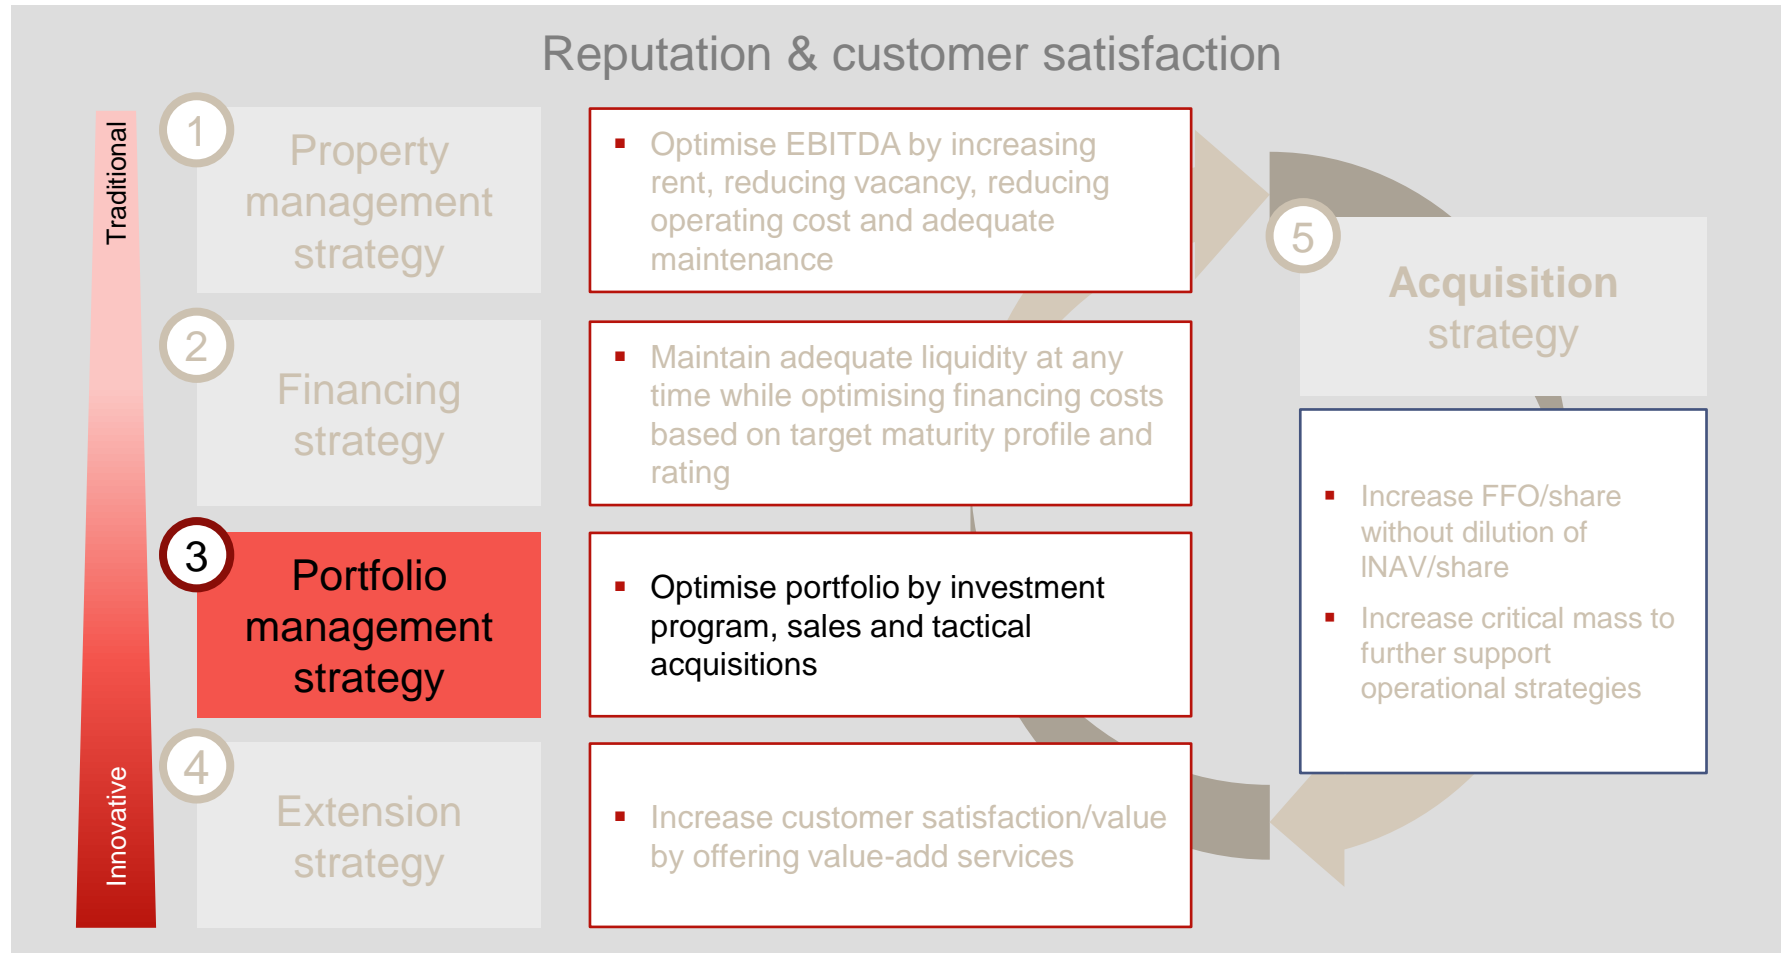 Reputation & customer satisfaction
Traditional
Innovative
1
Property
management
strategy
▪ Optimise EBITDA by increasing
rent, reducing vacancy, reducing
operating cost and adequate
maintenance
2
Financing
strategy
▪ Maintain adequate liquidity at any
time while optimising financing costs
based on target maturity profile and
rating
3
Portfolio
management
strategy
▪ Optimise portfolio by investment
program, sales and tactical
acquisitions
4
Extension
strategy
▪ Increase customer satisfaction/value
by offering value-add services
5
Acquisition
strategy
▪ Increase FFO/share
without dilution of
INAV/share
▪ Increase critical mass to
further support
operational strategies